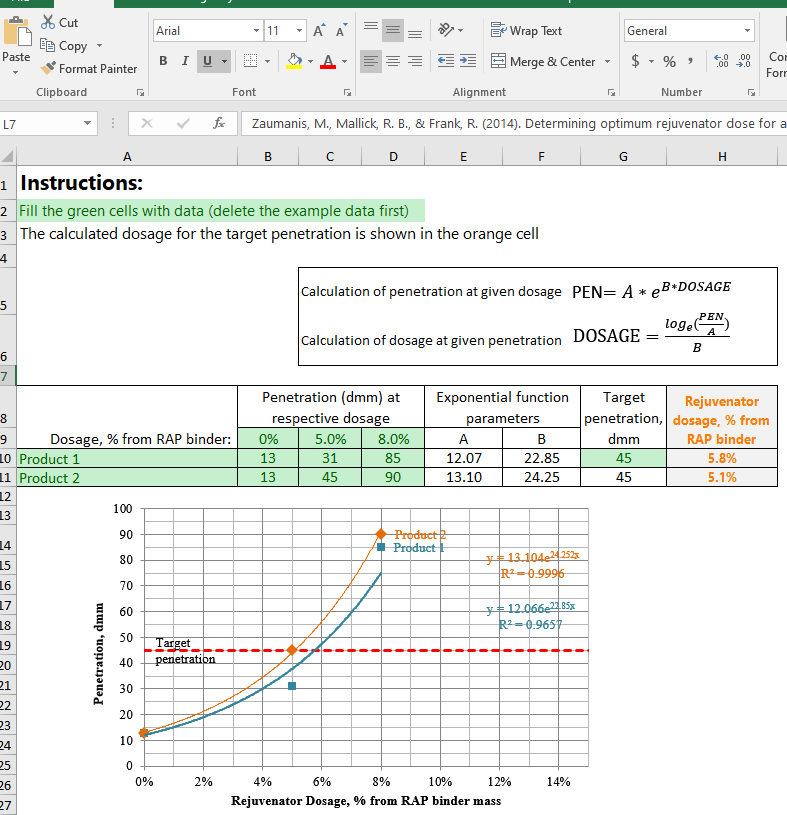 Cut
Copy
Format Painter
Paste
Clipboard
Arial 11 A A
B I U A
Font
Wrap Text
Merge & Center
Alignment
General
$ % , .00 .0
Number
L7 fx Zaumanis, M., Mallick, R. B., & Frank, R. (2014). Determining optimum rejuvenator dose for a
A B C D E F G H
1 Instructions:
2 Fill the green cells with data (delete the example data first)
3 The calculated dosage for the target penetration is shown in the orange cell
4
5 Calculation of penetration at given dosage PEN= A * e^B*DOSAGE
6 Calculation of dosage at given penetration DOSAGE = log_e(PEN/A)/B
7
8 Penetration (dmm) at respective dosage Exponential function parameters Target penetration, dmm Rejuvenator dosage, % from RAP binder
9 Dosage, % from RAP binder: 0% 5.0% 8.0% A B
10 Product 1 13 31 85 12.07 22.85 45 5.8%
11 Product 2 13 45 90 13.10 24.25 45 5.1%
12
13
14
15
16
17
18
19
20
21
22
23
24
25
26
27
100
90
80
70
60
50
40
30
20
10
0
Penetration, dmm
Product 2
Product 1
y = 13.104e^24.252x
R² = 0.9996
y = 12.066e^22.85x
R² = 0.9657
Target
penetration
0% 2% 4% 6% 8% 10% 12% 14%
Rejuvenator Dosage, % from RAP binder mass